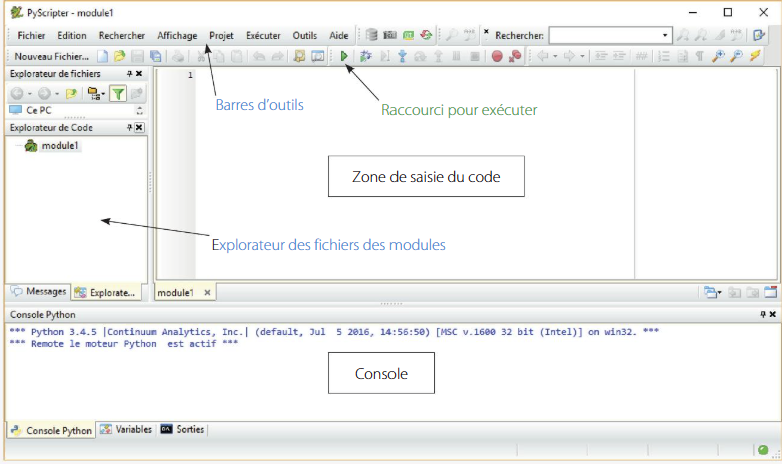 PyScripter - module1
Fichier Edition Rechercher Affichage Projet Exécuter Outils Aide Rechercher:
Nouveau Fichier...
Explorateur de fichiers
Ce PC
Explorateur de Code
module1
1
Barres d'outils
Raccourci pour exécuter
Zone de saisie du code
Explorateur des fichiers des modules
Messages Explorate... module1
Console Python
*** Python 3.4.5 |Continuum Analytics, Inc.| (default, Jul 5 2016, 14:56:50) [MSC v.1600 32 bit (Intel)] on win32. ***
*** Remote le moteur Python est actif ***
Console
Console Python Variables Sorties